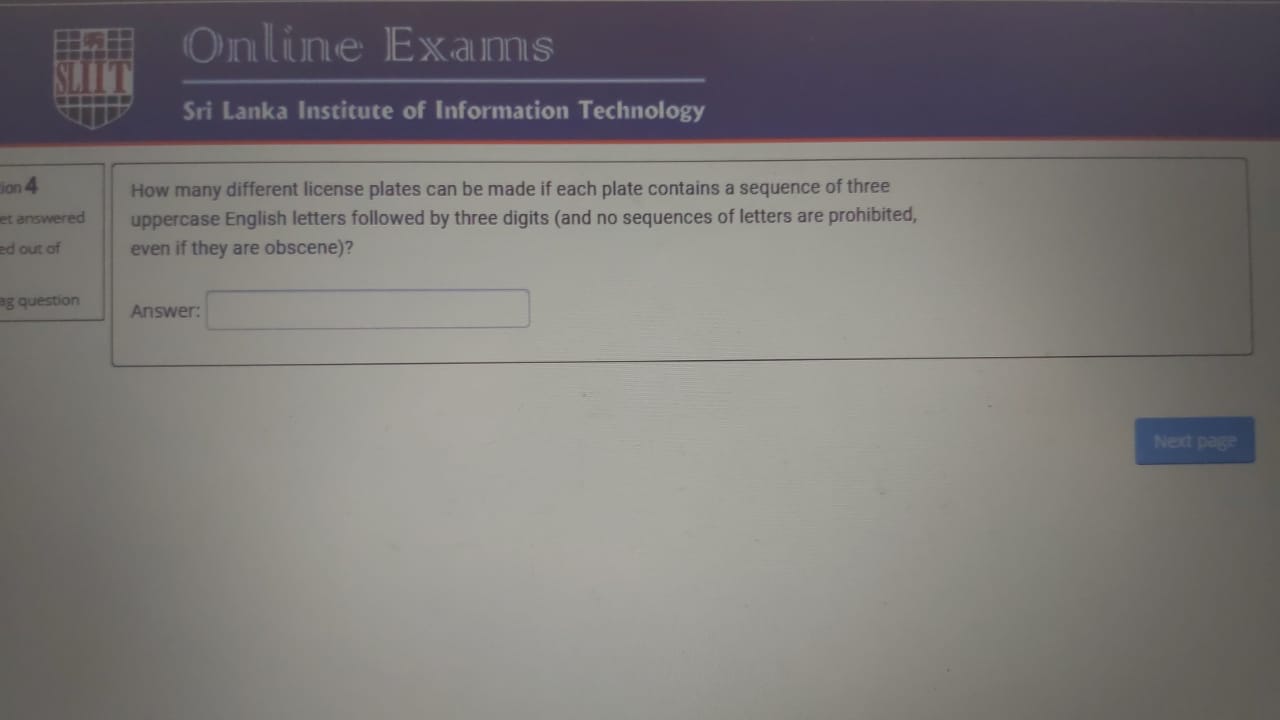 SLIIT
Online Exams
Sri Lanka Institute of Information Technology
ion 4
et answered
ed out of
ag question
How many different license plates can be made if each plate contains a sequence of three
uppercase English letters followed by three digits (and no sequences of letters are prohibited,
even if they are obscene)?
Answer:
Next page